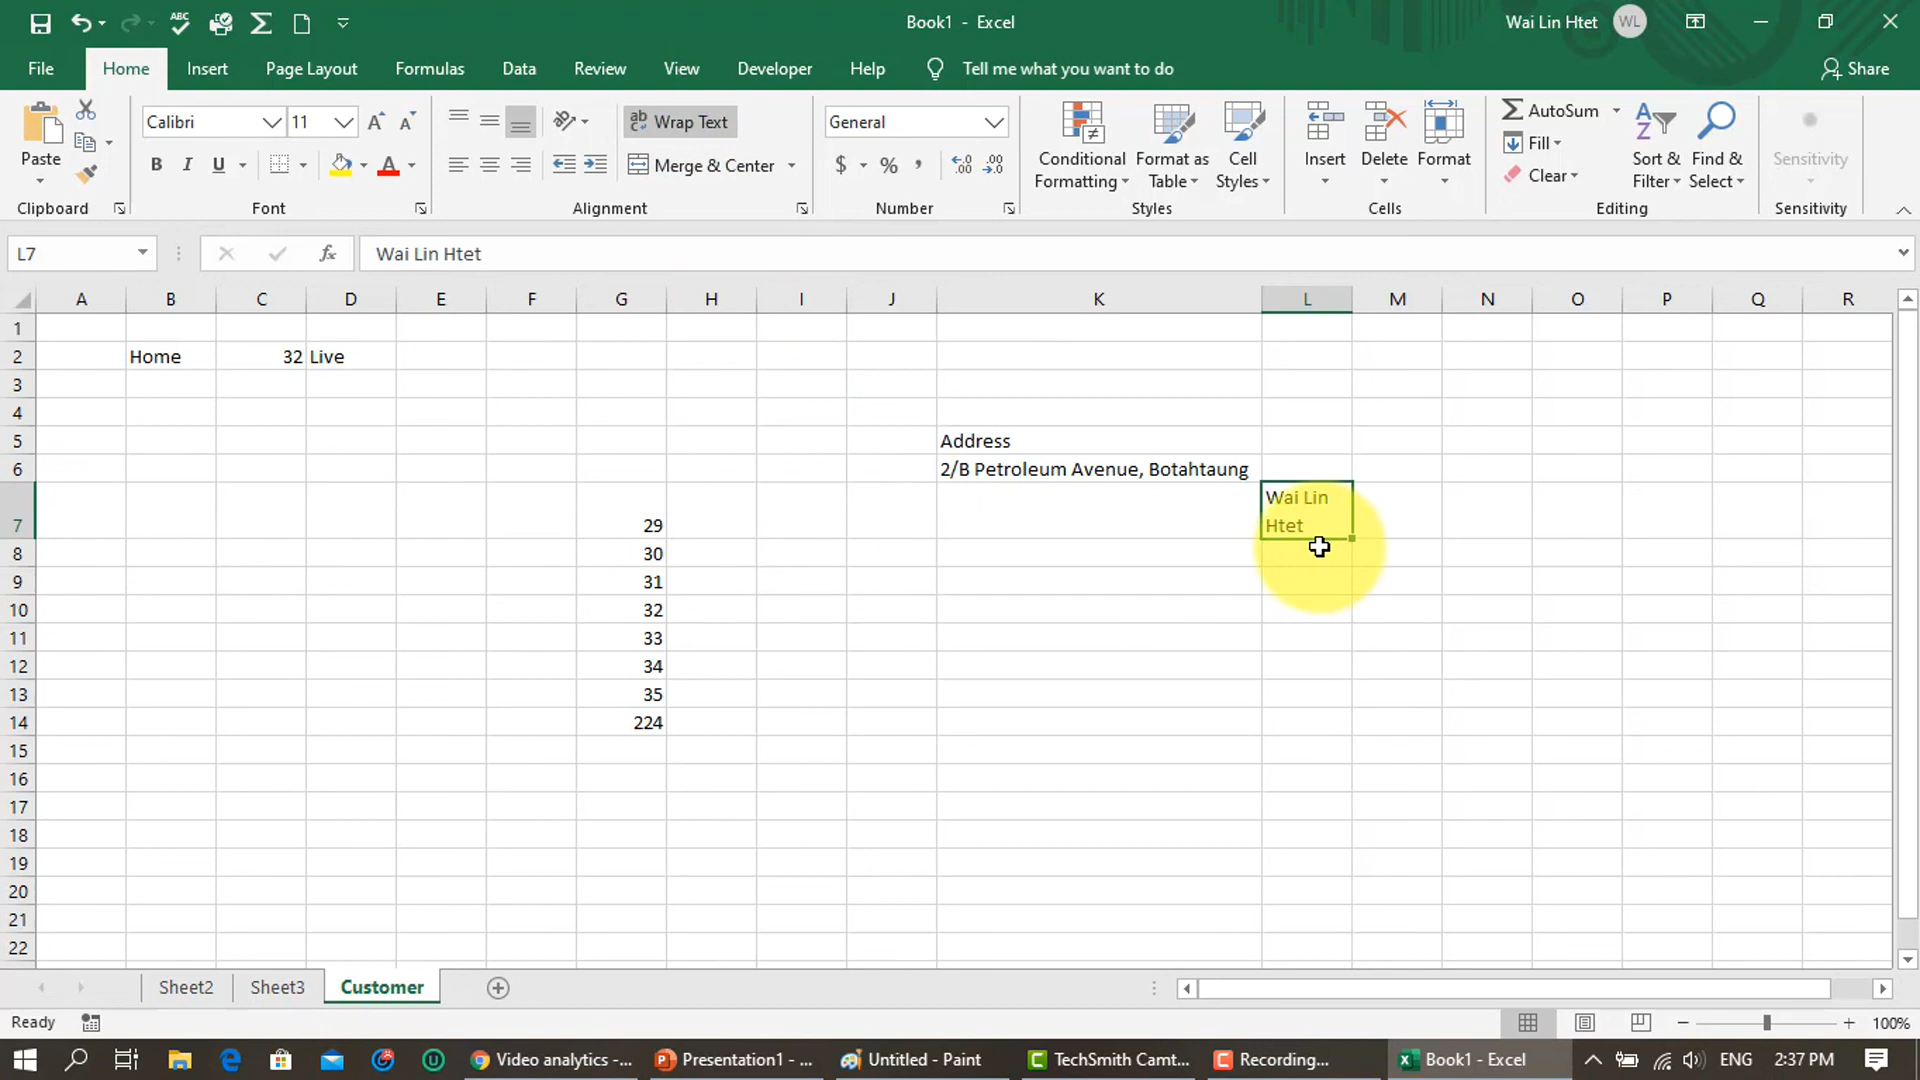 Book1 - Excel
Wai Lin Htet WL
File Home Insert Page Layout Formulas Data Review View Developer Help Tell me what you want to do Share
Paste
Clipboard
Calibri 11
B I U
Font
ab Wrap Text
Merge & Center
Alignment
General
$ % ,
Number
Conditional Formatting
Format as Table
Cell Styles
Styles
Insert
Delete
Format
Cells
AutoSum
Fill
Clear
Sort & Filter
Find & Select
Editing
Sensitivity
Sensitivity
L7 fx Wai Lin Htet
A B C D E F G H I J K L M N O P Q R
1
2 Home 32 Live
3
4
5 Address
6 2/B Petroleum Avenue, Botahtaung
Wai Lin
7 29 Htet
8 30
9 31
10 32
11 33
12 34
13 35
14 224
15
16
17
18
19
20
21
22
Sheet2 Sheet3 Customer
Ready 100%
Video analytics -... Presentation1 - ... Untitled - Paint TechSmith Camt... Recording... Book1 - Excel ENG 2:37 PM